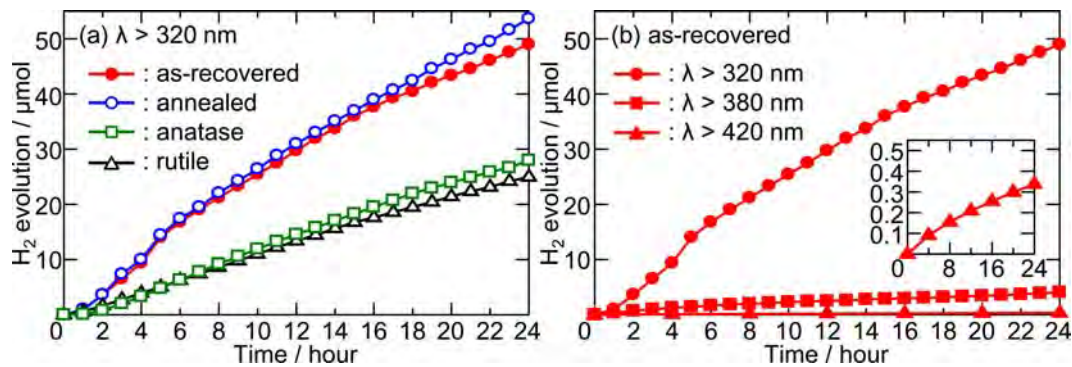 (a) λ > 320 nm
: as-recovered
: annealed
: anatase
: rutile
H₂ evolution / μmol
50
40
30
20
10
0
0 2 4 6 8 10 12 14 16 18 20 22 24
Time / hour
(b) as-recovered
: λ > 320 nm
: λ > 380 nm
: λ > 420 nm
H₂ evolution / μmol
50
40
30
20
10
0.5
0.4
0.3
0.2
0.1
0 8 16 24
0 2 4 6 8 10 12 14 16 18 20 22 24
Time / hour